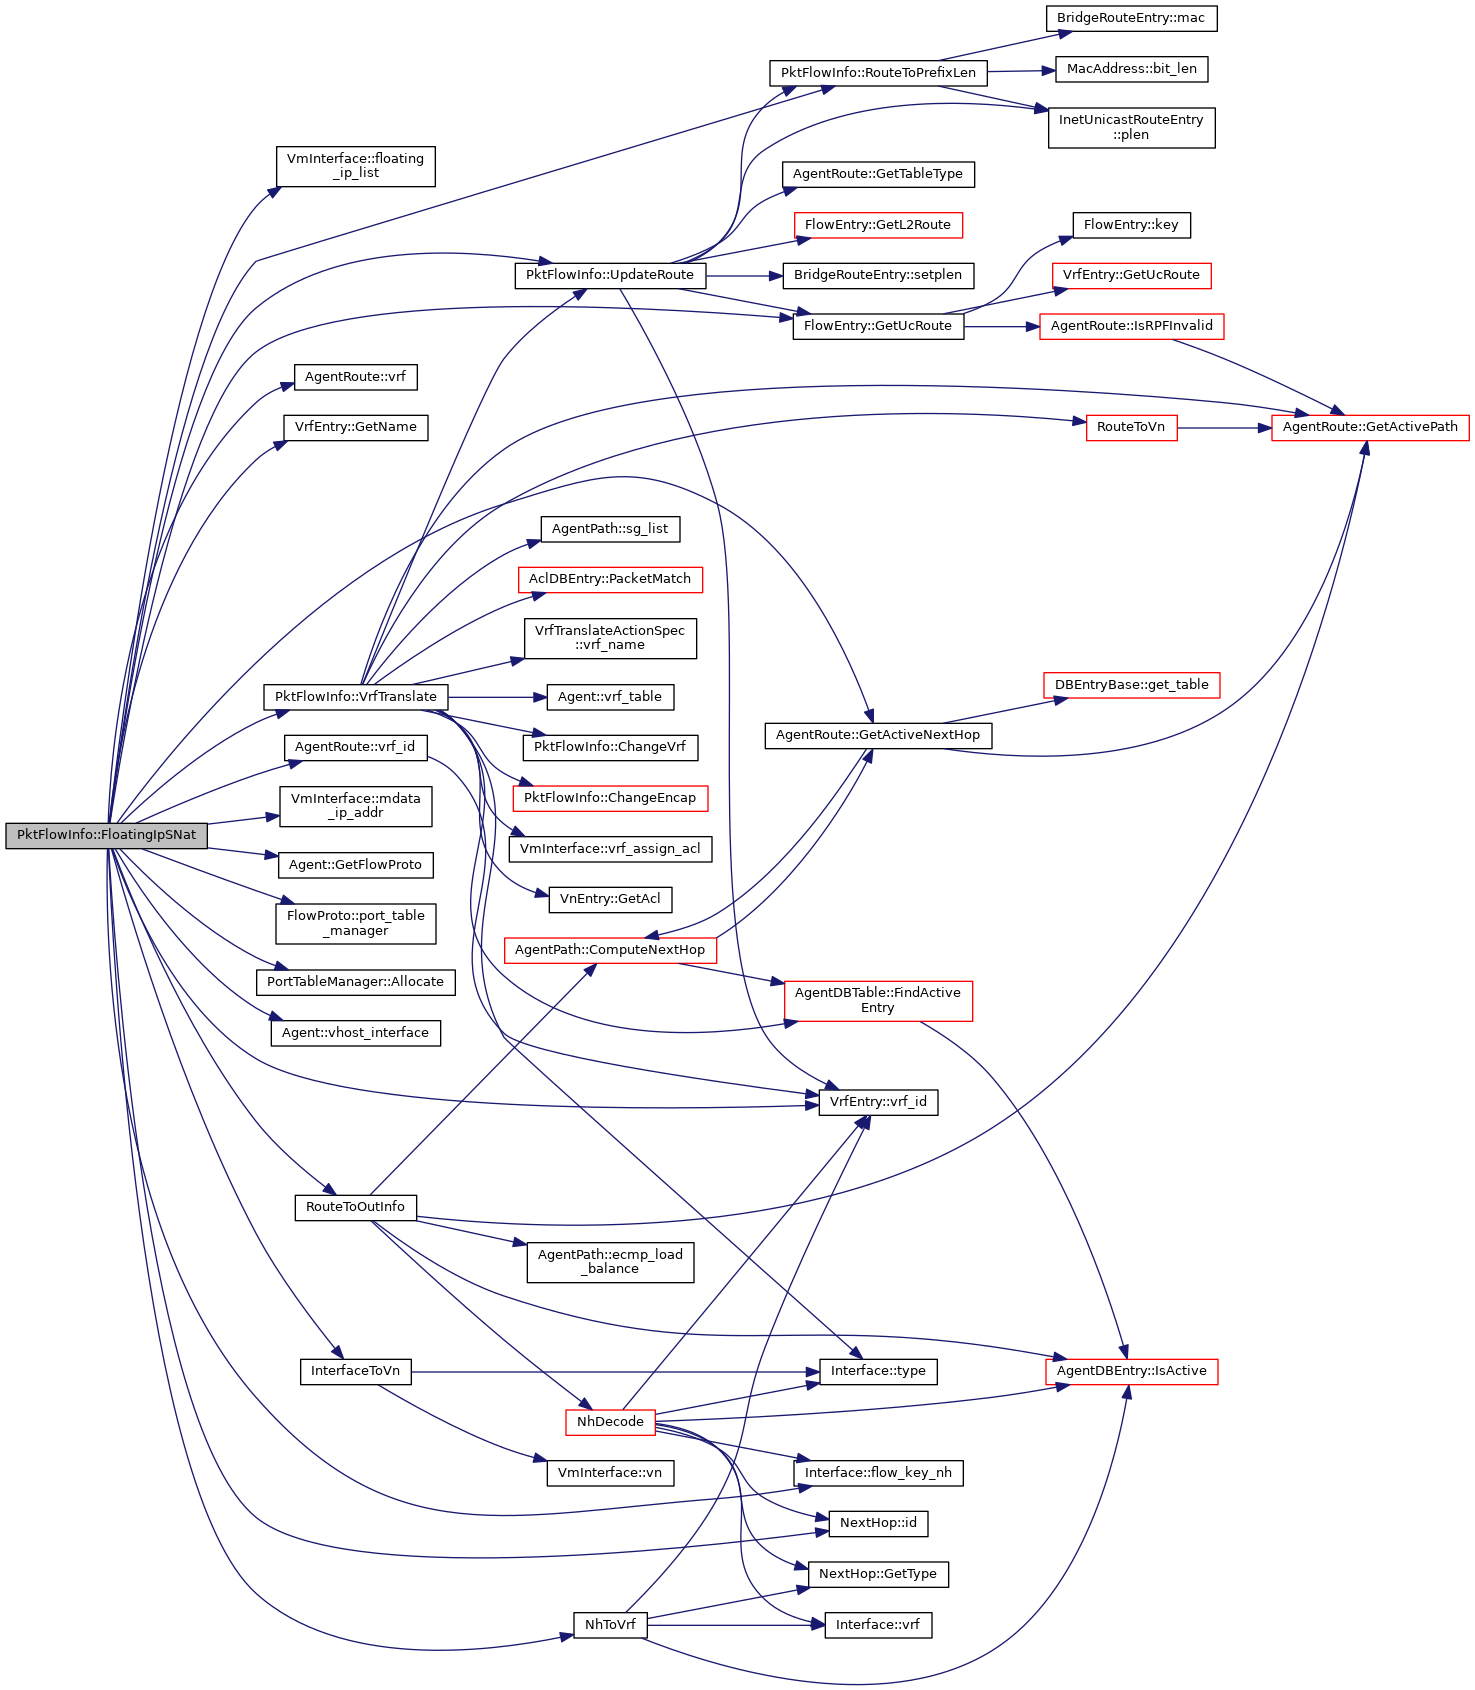 BridgeRouteEntry::mac
PktFlowInfo::RouteToPrefixLen
MacAddress::bit_len
InetUnicastRouteEntry
::plen
VmInterface::floating
_ip_list
AgentRoute::GetTableType
FlowEntry::GetL2Route
FlowEntry::key
PktFlowInfo::UpdateRoute
BridgeRouteEntry::setplen
VrfEntry::GetUcRoute
FlowEntry::GetUcRoute
AgentRoute::IsRPFInvalid
AgentRoute::vrf
VrfEntry::GetName
RouteToVn
AgentRoute::GetActivePath
AgentPath::sg_list
AclDBEntry::PacketMatch
VrfTranslateActionSpec
::vrf_name
PktFlowInfo::VrfTranslate
Agent::vrf_table
DBEntryBase::get_table
AgentRoute::GetActiveNextHop
AgentRoute::vrf_id
PktFlowInfo::ChangeVrf
VmInterface::mdata
_ip_addr
PktFlowInfo::ChangeEncap
PktFlowInfo::FloatingIpSNat
VmInterface::vrf_assign_acl
Agent::GetFlowProto
VnEntry::GetAcl
FlowProto::port_table
_manager
AgentPath::ComputeNextHop
PortTableManager::Allocate
AgentDBTable::FindActive
Entry
Agent::vhost_interface
VrfEntry::vrf_id
RouteToOutInfo
AgentPath::ecmp_load
_balance
InterfaceToVn
Interface::type
AgentDBEntry::IsActive
NhDecode
VmInterface::vn
Interface::flow_key_nh
NextHop::id
NextHop::GetType
NhToVrf
Interface::vrf